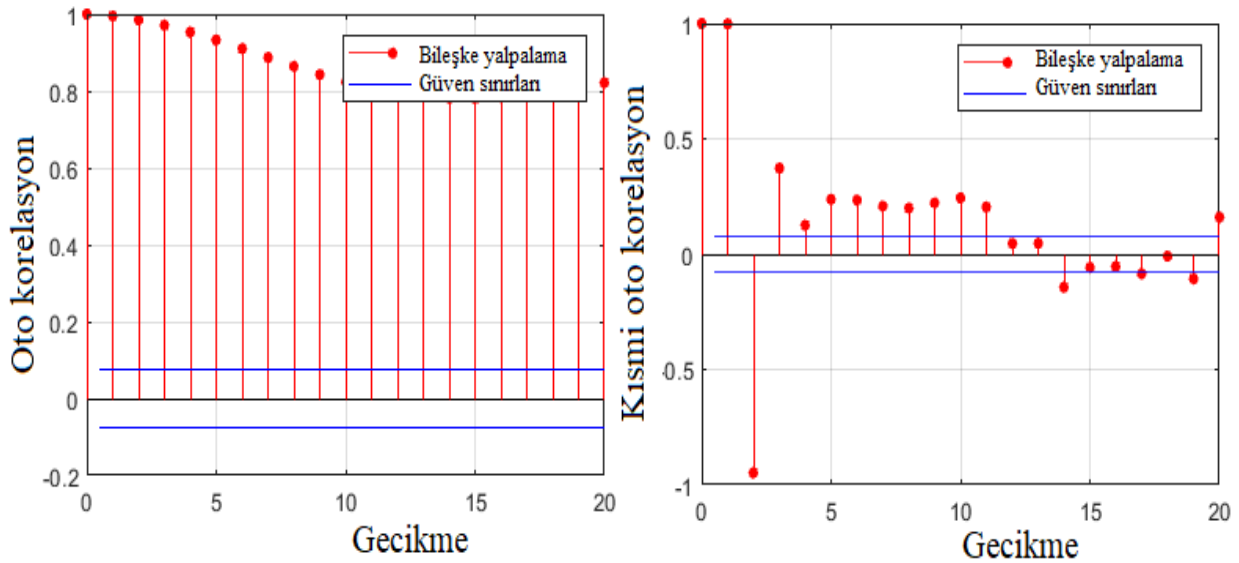 Oto korelasyon
1
0.8
0.6
0.4
0.2
0
-0.2
0
5
10
15
20
Gecikme
Bileşke yalpalama
Güven sınırları
Kısmi oto korelasyon
1
0.5
0
-0.5
-1
0
5
10
15
20
Gecikme
Bileşke yalpalama
Güven sınırları